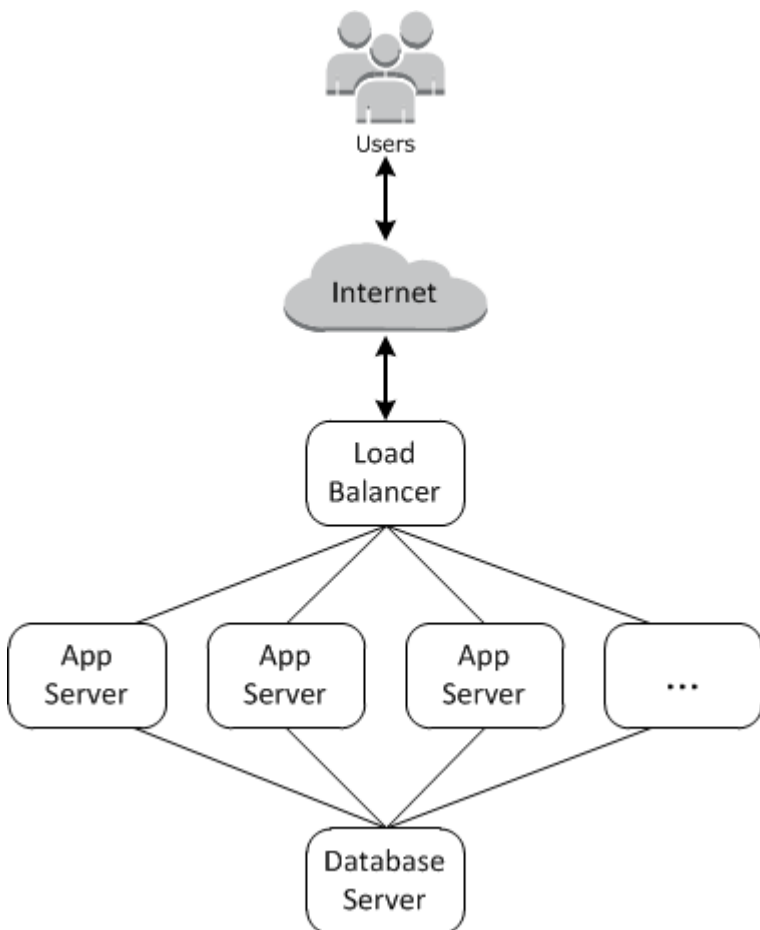 Users
Internet
Load
Balancer
App
Server
App
Server
App
Server
...
Database
Server